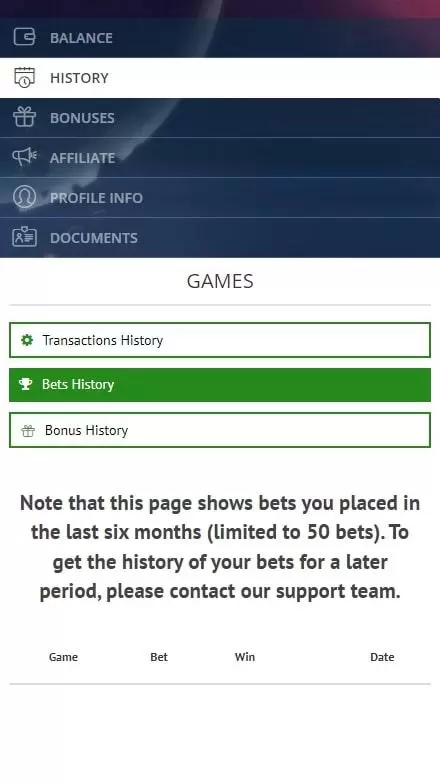 BALANCE
HISTORY
BONUSES
AFFILIATE
PROFILE INFO
DOCUMENTS
GAMES
Transactions History
Bets History
Bonus History
Note that this page shows bets you placed in
the last six months (limited to 50 bets). To
get the history of your bets for a later
period, please contact our support team.
Game Bet Win Date